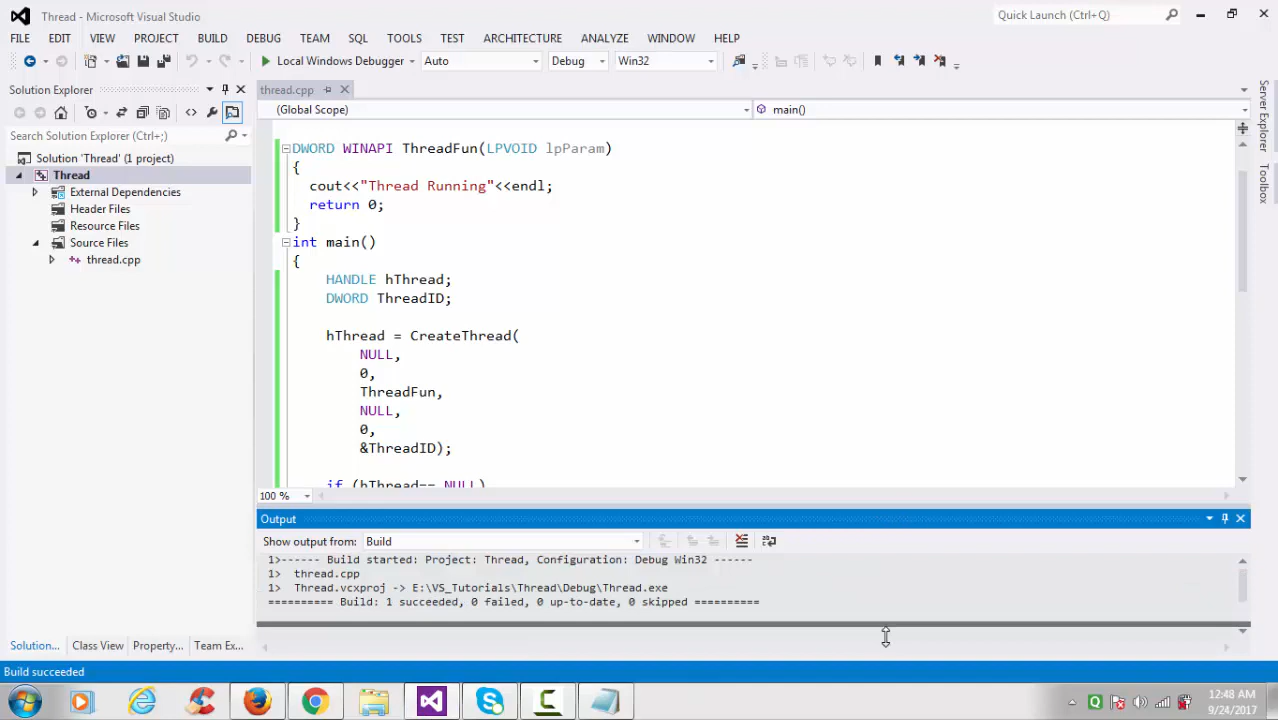 Thread - Microsoft Visual Studio
Quick Launch (Ctrl+Q)
FILE EDIT VIEW PROJECT BUILD DEBUG TEAM SQL TOOLS TEST ARCHITECTURE ANALYZE WINDOW HELP
Local Windows Debugger Auto Debug Win32
Solution Explorer
thread.cpp
(Global Scope) main()
Search Solution Explorer (Ctrl+;)
Solution 'Thread' (1 project)
Thread
External Dependencies
Header Files
Resource Files
Source Files
thread.cpp
DWORD WINAPI ThreadFun(LPVOID lpParam)
{
cout<<"Thread Running"<<endl;
return 0;
}
int main()
{
HANDLE hThread;
DWORD ThreadID;
hThread = CreateThread(
NULL,
0,
ThreadFun,
NULL,
0,
&ThreadID);
if (hThread== NULL)
100 %
Server Explorer
Toolbox
Output
Show output from: Build
1>------ Build started: Project: Thread, Configuration: Debug Win32 ------
1> thread.cpp
1> Thread.vcxproj -> E:\VS_Tutorials\Thread\Debug\Thread.exe
========== Build: 1 succeeded, 0 failed, 0 up-to-date, 0 skipped ==========
Solution... Class View Property... Team Ex...
Build succeeded
12:48 AM
9/24/2017